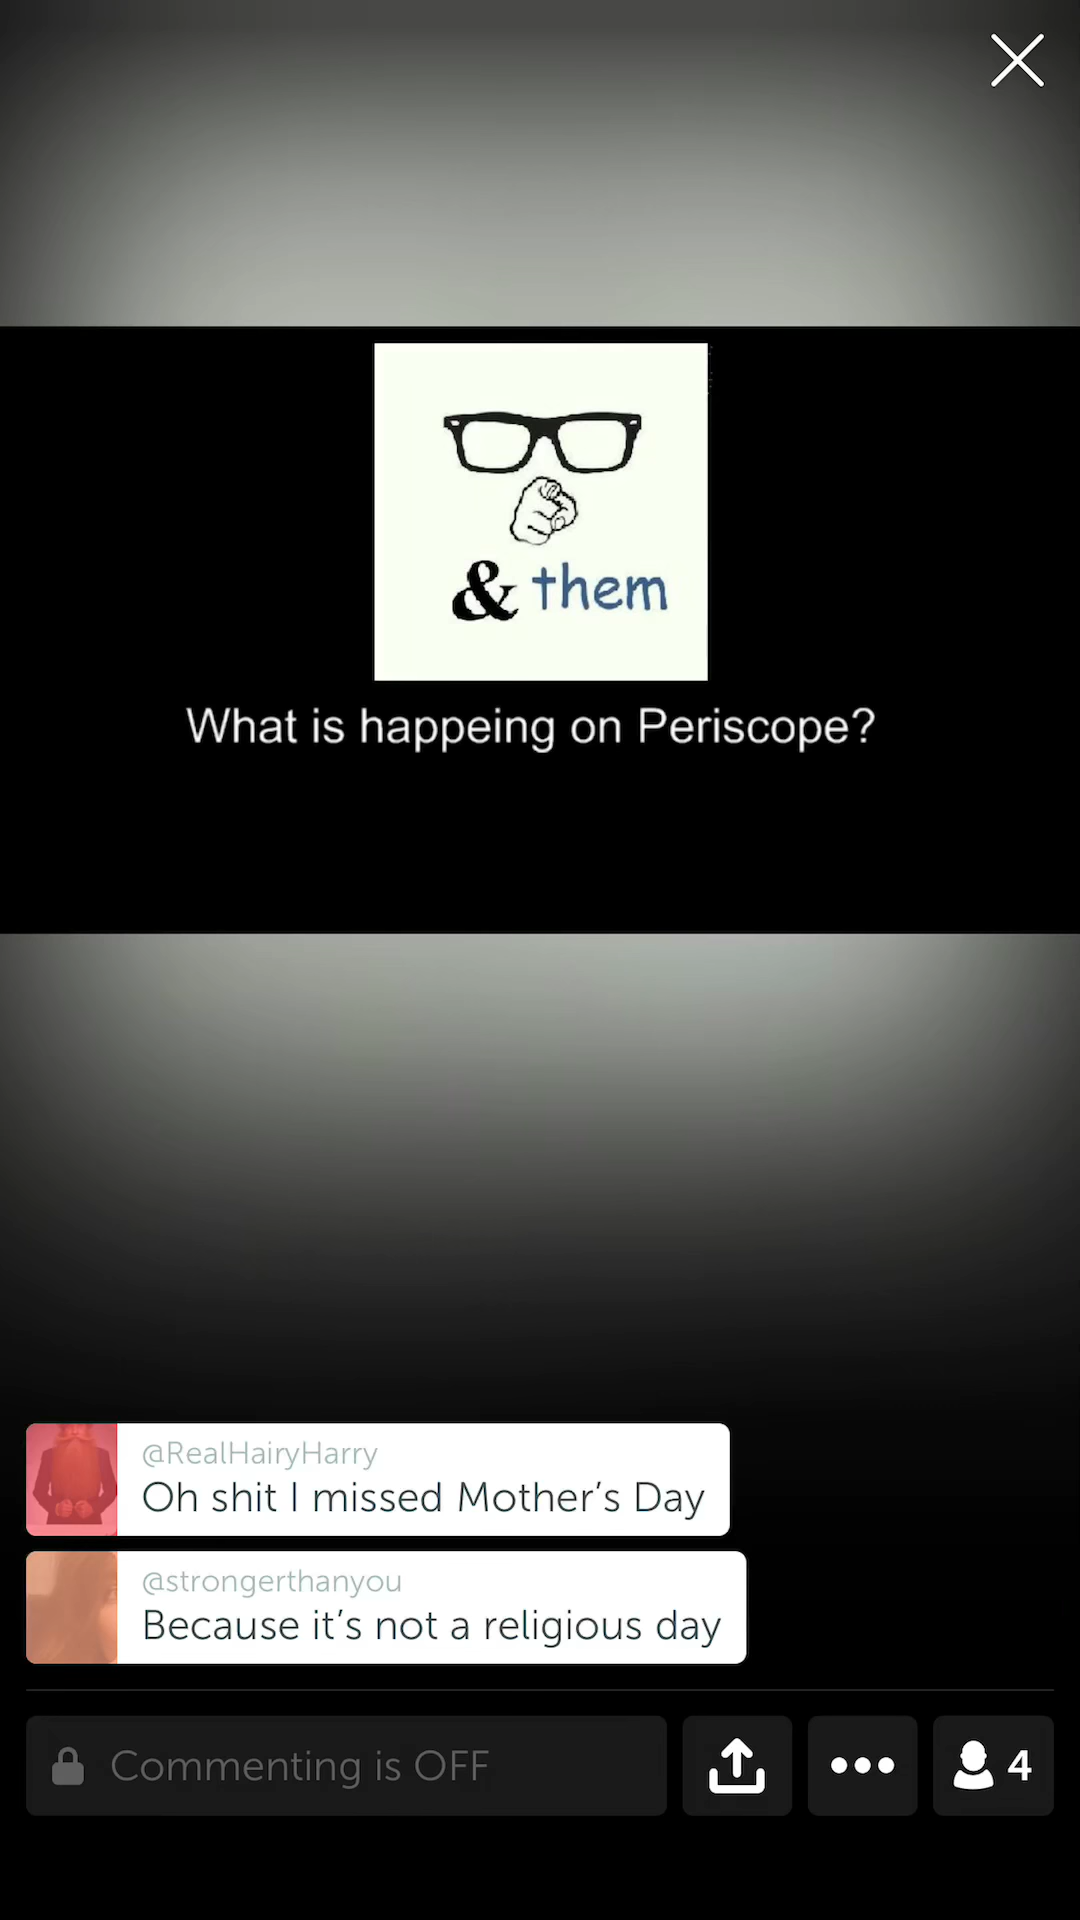 & them
What is happeing on Periscope?
@RealHairyHarry
Oh shit I missed Mother's Day
@strongerthanyou
Because it's not a religious day
Commenting is OFF
4